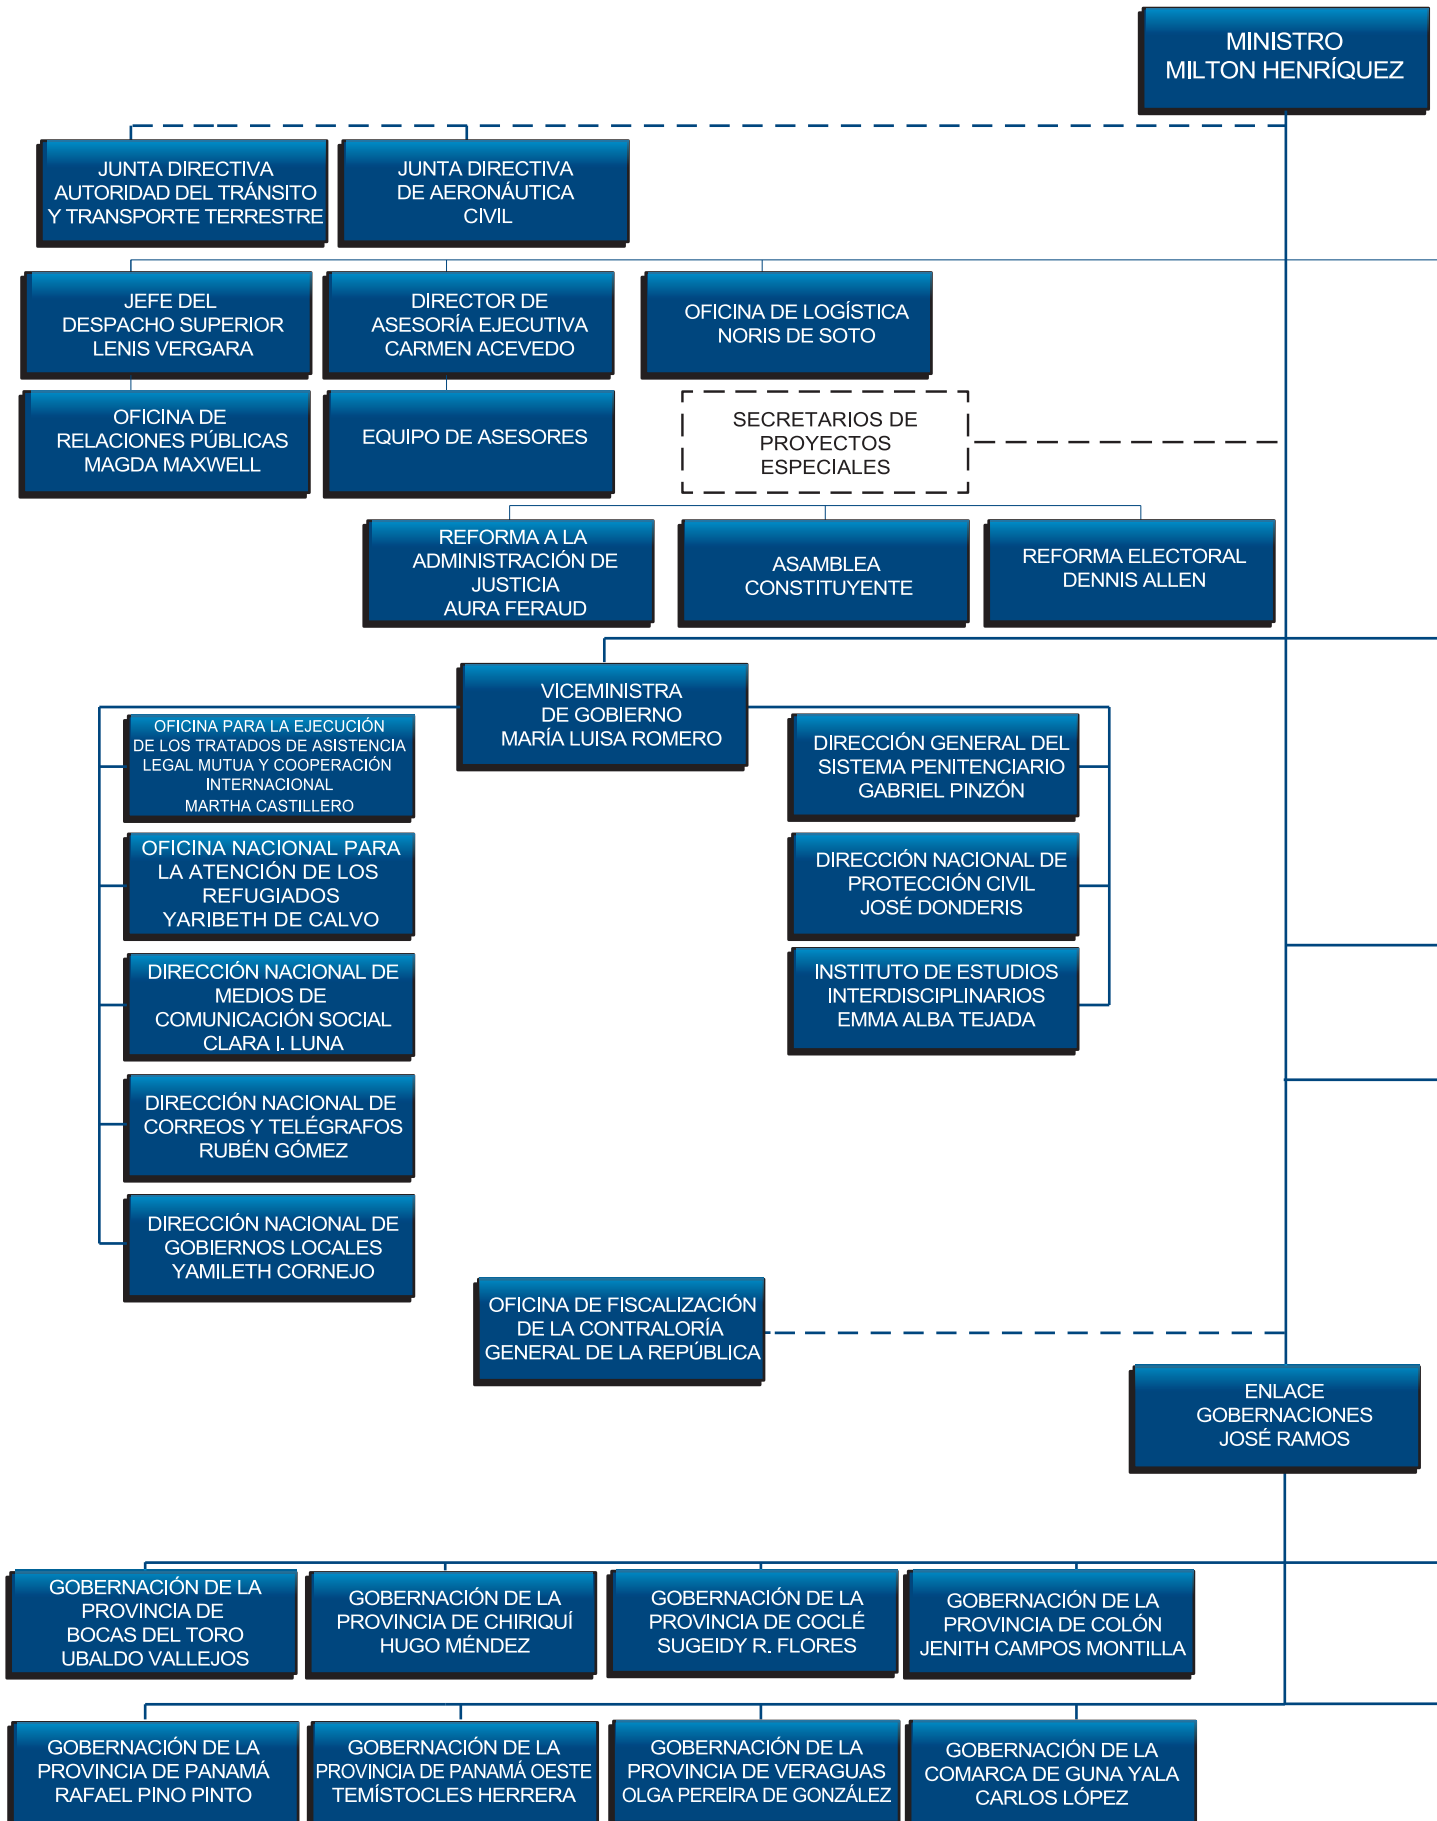 MINISTRO
MILTON HENRÍQUEZ
JUNTA DIRECTIVA
AUTORIDAD DEL TRÁNSITO
Y TRANSPORTE TERRESTRE
JUNTA DIRECTIVA
DE AERONÁUTICA
CIVIL
JEFE DEL
DESPACHO SUPERIOR
LENIS VERGARA
DIRECTOR DE
ASESORÍA EJECUTIVA
CARMEN ACEVEDO
OFICINA DE LOGÍSTICA
NORIS DE SOTO
OFICINA DE
RELACIONES PÚBLICAS
MAGDA MAXWELL
EQUIPO DE ASESORES
SECRETARIOS DE
PROYECTOS
ESPECIALES
REFORMA A LA
ADMINISTRACIÓN DE
JUSTICIA
AURA FERAUD
ASAMBLEA
CONSTITUYENTE
REFORMA ELECTORAL
DENNIS ALLEN
VICEMINISTRA
DE GOBIERNO
MARÍA LUISA ROMERO
OFICINA PARA LA EJECUCIÓN
DE LOS TRATADOS DE ASISTENCIA
LEGAL MUTUA Y COOPERACIÓN
INTERNACIONAL
MARTHA CASTILLERO
OFICINA NACIONAL PARA
LA ATENCIÓN DE LOS
REFUGIADOS
YARIBETH DE CALVO
DIRECCIÓN NACIONAL DE
MEDIOS DE
COMUNICACIÓN SOCIAL
CLARA I. LUNA
DIRECCIÓN NACIONAL DE
CORREOS Y TELÉGRAFOS
RUBÉN GÓMEZ
DIRECCIÓN NACIONAL DE
GOBIERNOS LOCALES
YAMILETH CORNEJO
DIRECCIÓN GENERAL DEL
SISTEMA PENITENCIARIO
GABRIEL PINZÓN
DIRECCIÓN NACIONAL DE
PROTECCIÓN CIVIL
JOSÉ DONDERIS
INSTITUTO DE ESTUDIOS
INTERDISCIPLINARIOS
EMMA ALBA TEJADA
OFICINA DE FISCALIZACIÓN
DE LA CONTRALORÍA
GENERAL DE LA REPÚBLICA
ENLACE
GOBERNACIONES
JOSÉ RAMOS
GOBERNACIÓN DE LA
PROVINCIA DE
BOCAS DEL TORO
UBALDO VALLEJOS
GOBERNACIÓN DE LA
PROVINCIA DE CHIRIQUÍ
HUGO MÉNDEZ
GOBERNACIÓN DE LA
PROVINCIA DE COCLÉ
SUGEIDY R. FLORES
GOBERNACIÓN DE LA
PROVINCIA DE COLÓN
JENITH CAMPOS MONTILLA
GOBERNACIÓN DE LA
PROVINCIA DE PANAMÁ
RAFAEL PINO PINTO
GOBERNACIÓN DE LA
PROVINCIA DE PANAMÁ OESTE
TEMÍSTOCLES HERRERA
GOBERNACIÓN DE LA
PROVINCIA DE VERAGUAS
OLGA PEREIRA DE GONZÁLEZ
GOBERNACIÓN DE LA
COMARCA DE GUNA YALA
CARLOS LÓPEZ